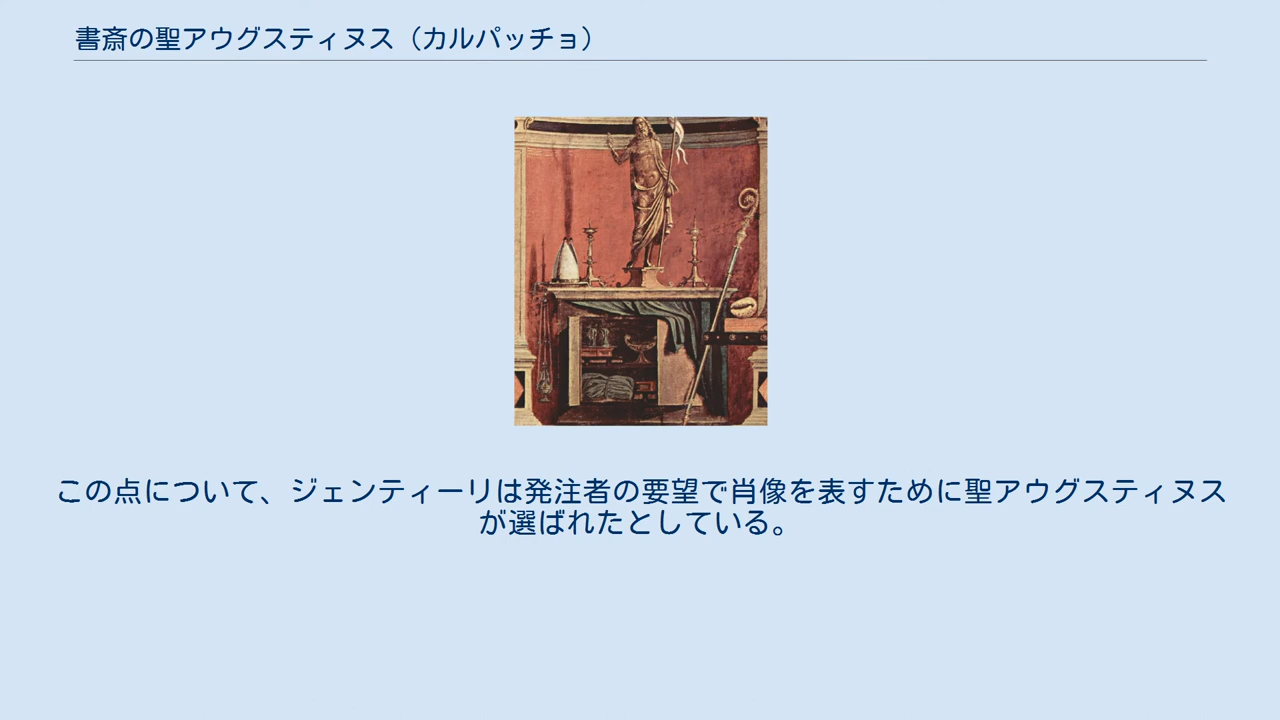 書斎の聖アウグスティヌス（カルパッチョ）
この点について、ジェンティーリは発注者の要望で肖像を表すために聖アウグスティヌス
が選ばれたとしている。